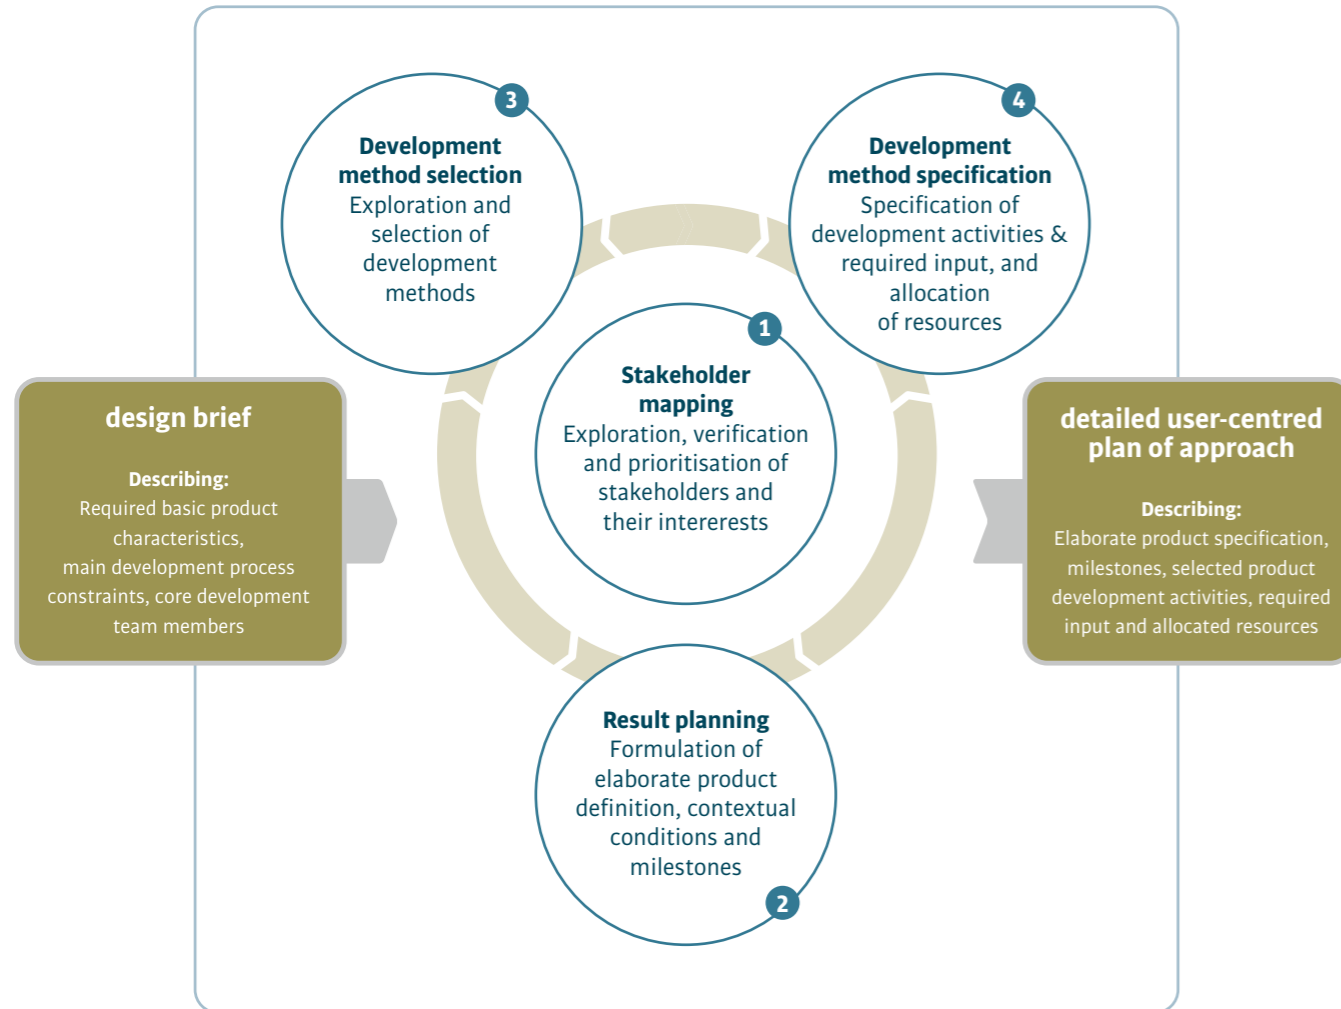 3
Development
method selection
Exploration and
selection of
development
methods
4
Development
method specification
Specification of
development activities &
required input, and
allocation
of resources
1
Stakeholder
mapping
Exploration, verification
and prioritisation of
stakeholders and
their intererests
design brief
Describing:
Required basic product
characteristics,
main development process
constraints, core development
team members
detailed user-centred
plan of approach
Describing:
Elaborate product specification,
milestones, selected product
development activities, required
input and allocated resources
Result planning
Formulation of
elaborate product
definition, contextual
conditions and
milestones
2